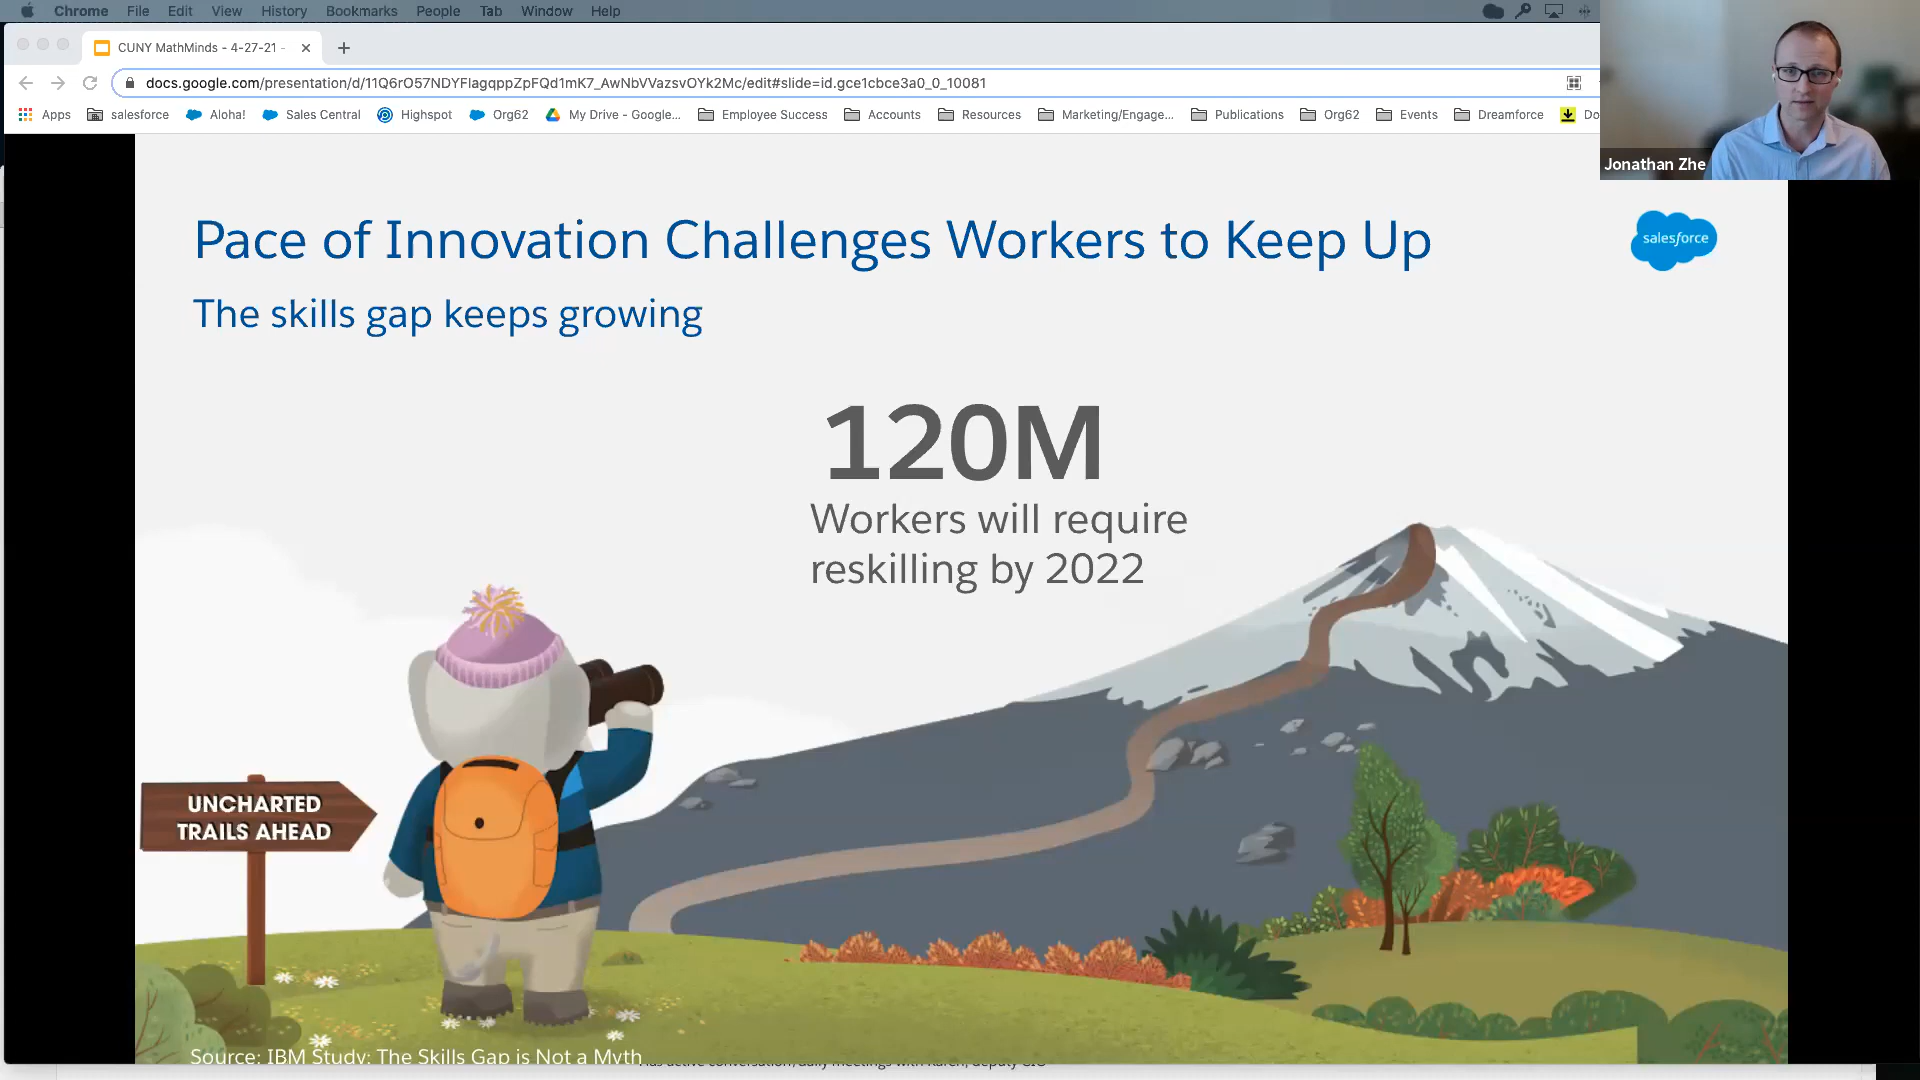 Chrome File Edit View History Bookmarks People Tab Window Help
CUNY MathMinds - 4-27-21 -
docs.google.com/presentation/d/11Q6rO57NDYFlagqppZpFQd1mK7_AwNbVVazsvOYk2Mc/edit#slide=id.gce1cbce3a0_0_10081
Apps salesforce Aloha! Sales Central Highspot Org62 My Drive - Google... Employee Success Accounts Resources Marketing/Engage... Publications Org62 Events Dreamforce Do
Jonathan Zhe
Pace of Innovation Challenges Workers to Keep Up
salesforce
The skills gap keeps growing
120M
Workers will require
reskilling by 2022
UNCHARTED
TRAILS AHEAD
Source: IBM Study: The Skills Gap is Not a Myth